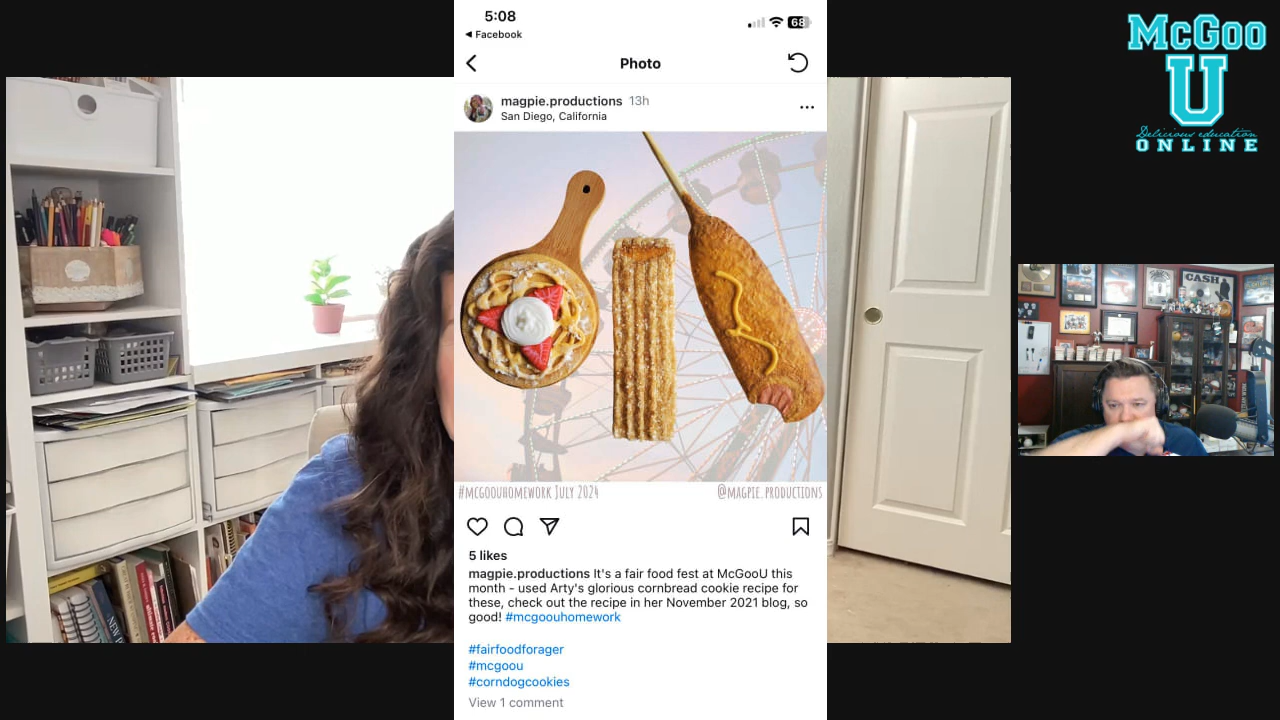 5:08
68
◀ Facebook
Photo
magpie.productions 13h
San Diego, California
#MCGOOUHOMEWORK JULY 2024
@MAGPIE.PRODUCTIONS
5 likes
magpie.productions It's a fair food fest at McGooU this
month - used Arty's glorious cornbread cookie recipe for
these, check out the recipe in her November 2021 blog, so
good! #mcgoouhomework
#fairfoodforager
#mcgoou
#corndogcookies
View 1 comment
McGoo
U
Delicious education
ONLINE
CASH